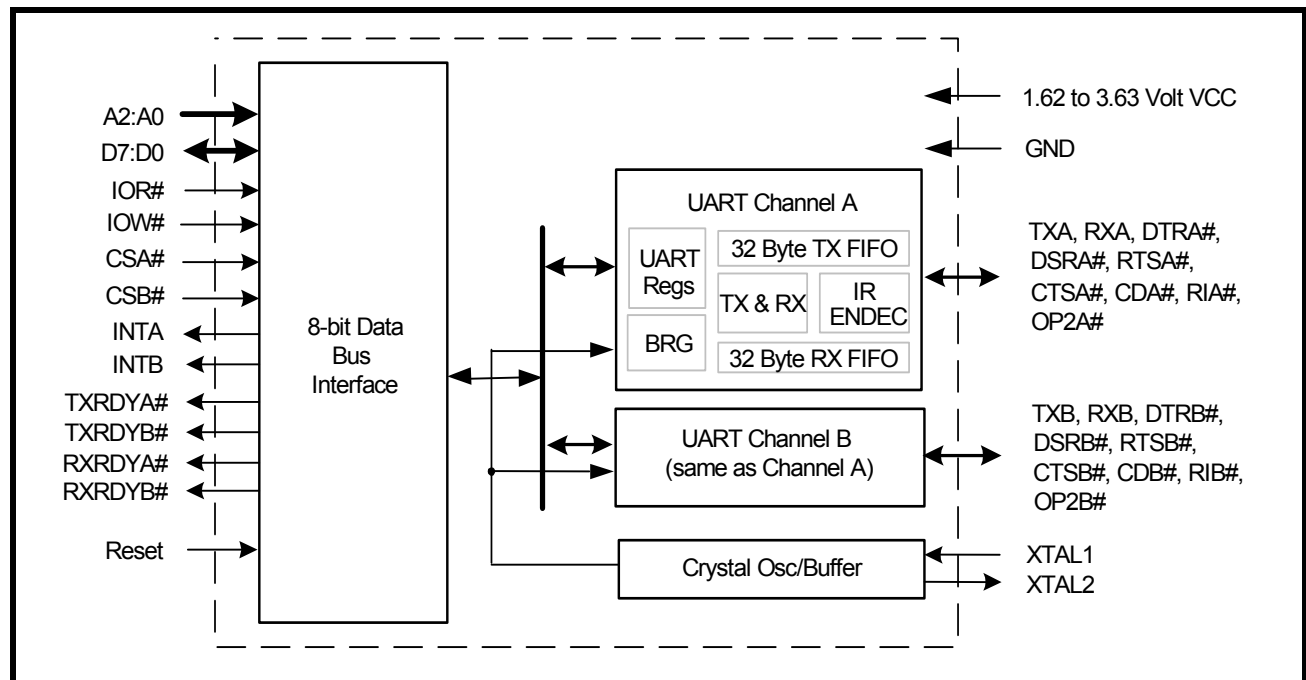 A2:A0
D7:D0
IOR#
IOW#
CSA#
CSB#
INTA
INTB
TXRDYA#
TXRDYB#
RXRDYA#
RXRDYB#
Reset
8-bit Data
Bus
Interface
UART Channel A
UART
Regs
BRG
32 Byte TX FIFO
TX & RX
IR
ENDEC
32 Byte RX FIFO
UART Channel B
(same as Channel A)
Crystal Osc/Buffer
1.62 to 3.63 Volt VCC
GND
TXA, RXA, DTRA#,
DSRA#, RTSA#,
CTSA#, CDA#, RIA#,
OP2A#
TXB, RXB, DTRB#,
DSRB#, RTSB#,
CTSB#, CDB#, RIB#,
OP2B#
XTAL1
XTAL2